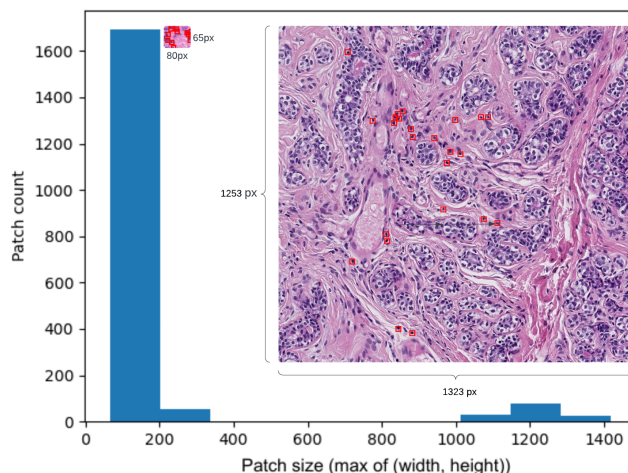 1600
1400
1200
1000
800
600
400
200
0
Patch count
65px
80px
1253 px
1323 px
0 200 400 600 800 1000 1200 1400
Patch size (max of (width, height))